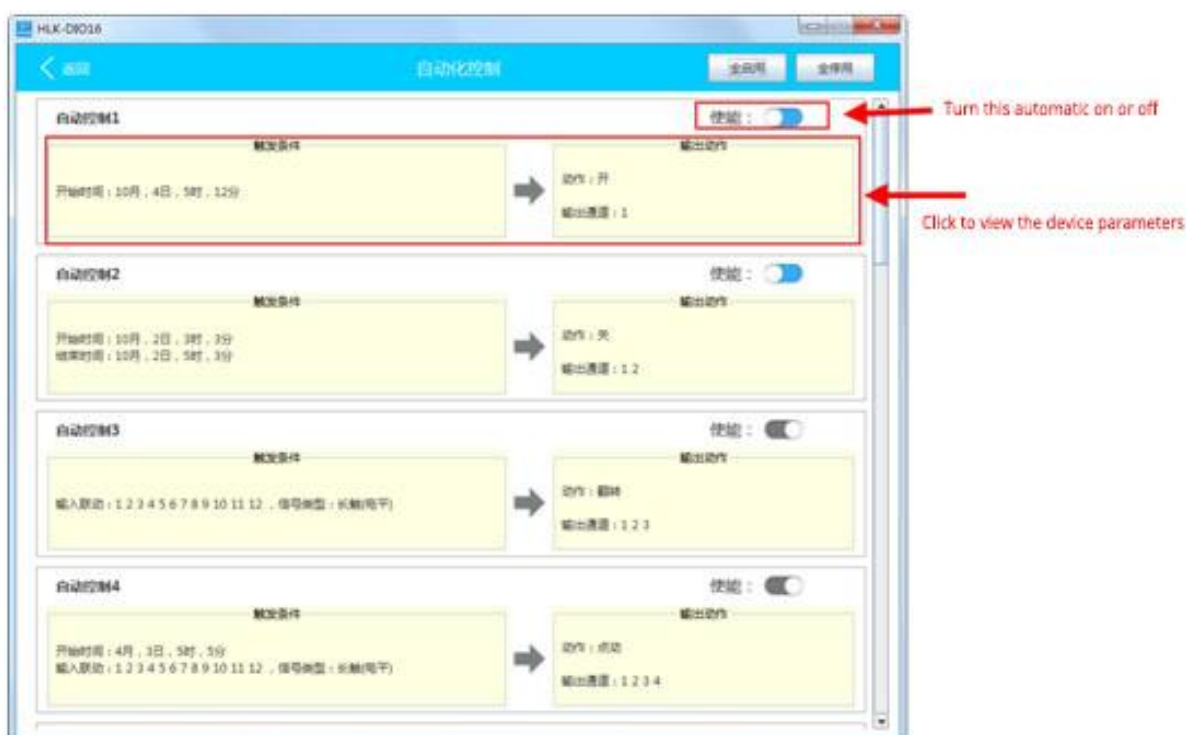 HLK-DIO16
返回
自动化控制
全启用
全停用
自动控制1
使能：
Turn this automatic on or off
触发条件
输出动作
开始时间：10月，4日，5时，12分
动作：开
输出通道：1
Click to view the device parameters
自动控制2
使能：
触发条件
输出动作
开始时间：10月，2日，3时，3分
结束时间：10月，2日，5时，3分
动作：关
输出通道：1 2
自动控制3
使能：
触发条件
输出动作
输入联动：1 2 3 4 5 6 7 8 9 10 11 12 ，信号类型：长触(电平)
动作：翻转
输出通道：1 2 3
自动控制4
使能：
触发条件
输出动作
开始时间：4月，3日，5时，5分
输入联动：1 2 3 4 5 6 7 8 9 10 11 12 ，信号类型：长触(电平)
动作：点动
输出通道：1 2 3 4